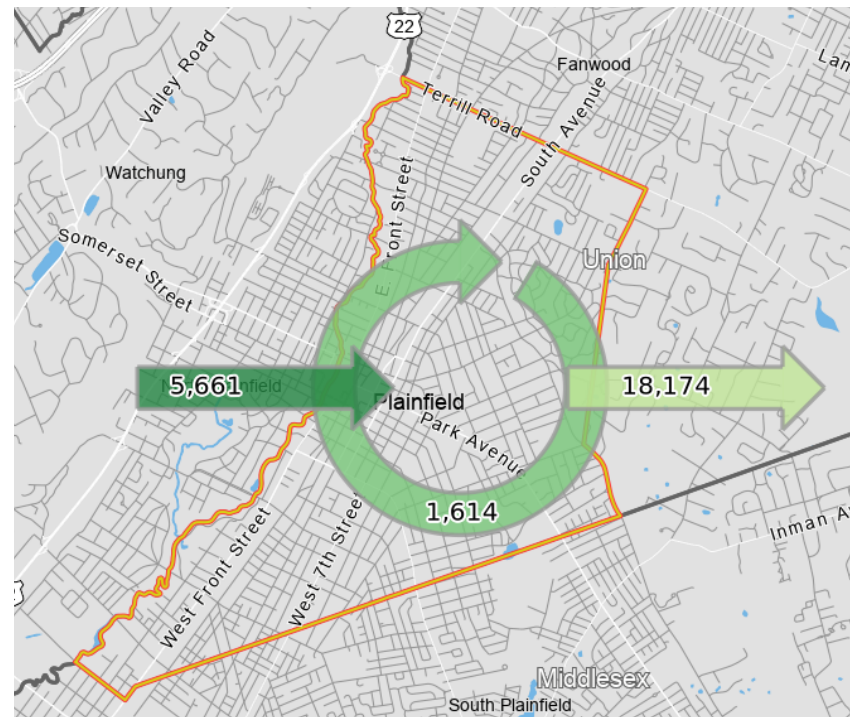 22
Fanwood
Lam
Valley Road
Terrill Road
South Avenue
Watchung
E. Front Street
Somerset Street
Union
5,661
18,174
Plainfield
Park Avenue
1,614
West 7th Street
West Front Street
Inman A
Middlesex
South Plainfield